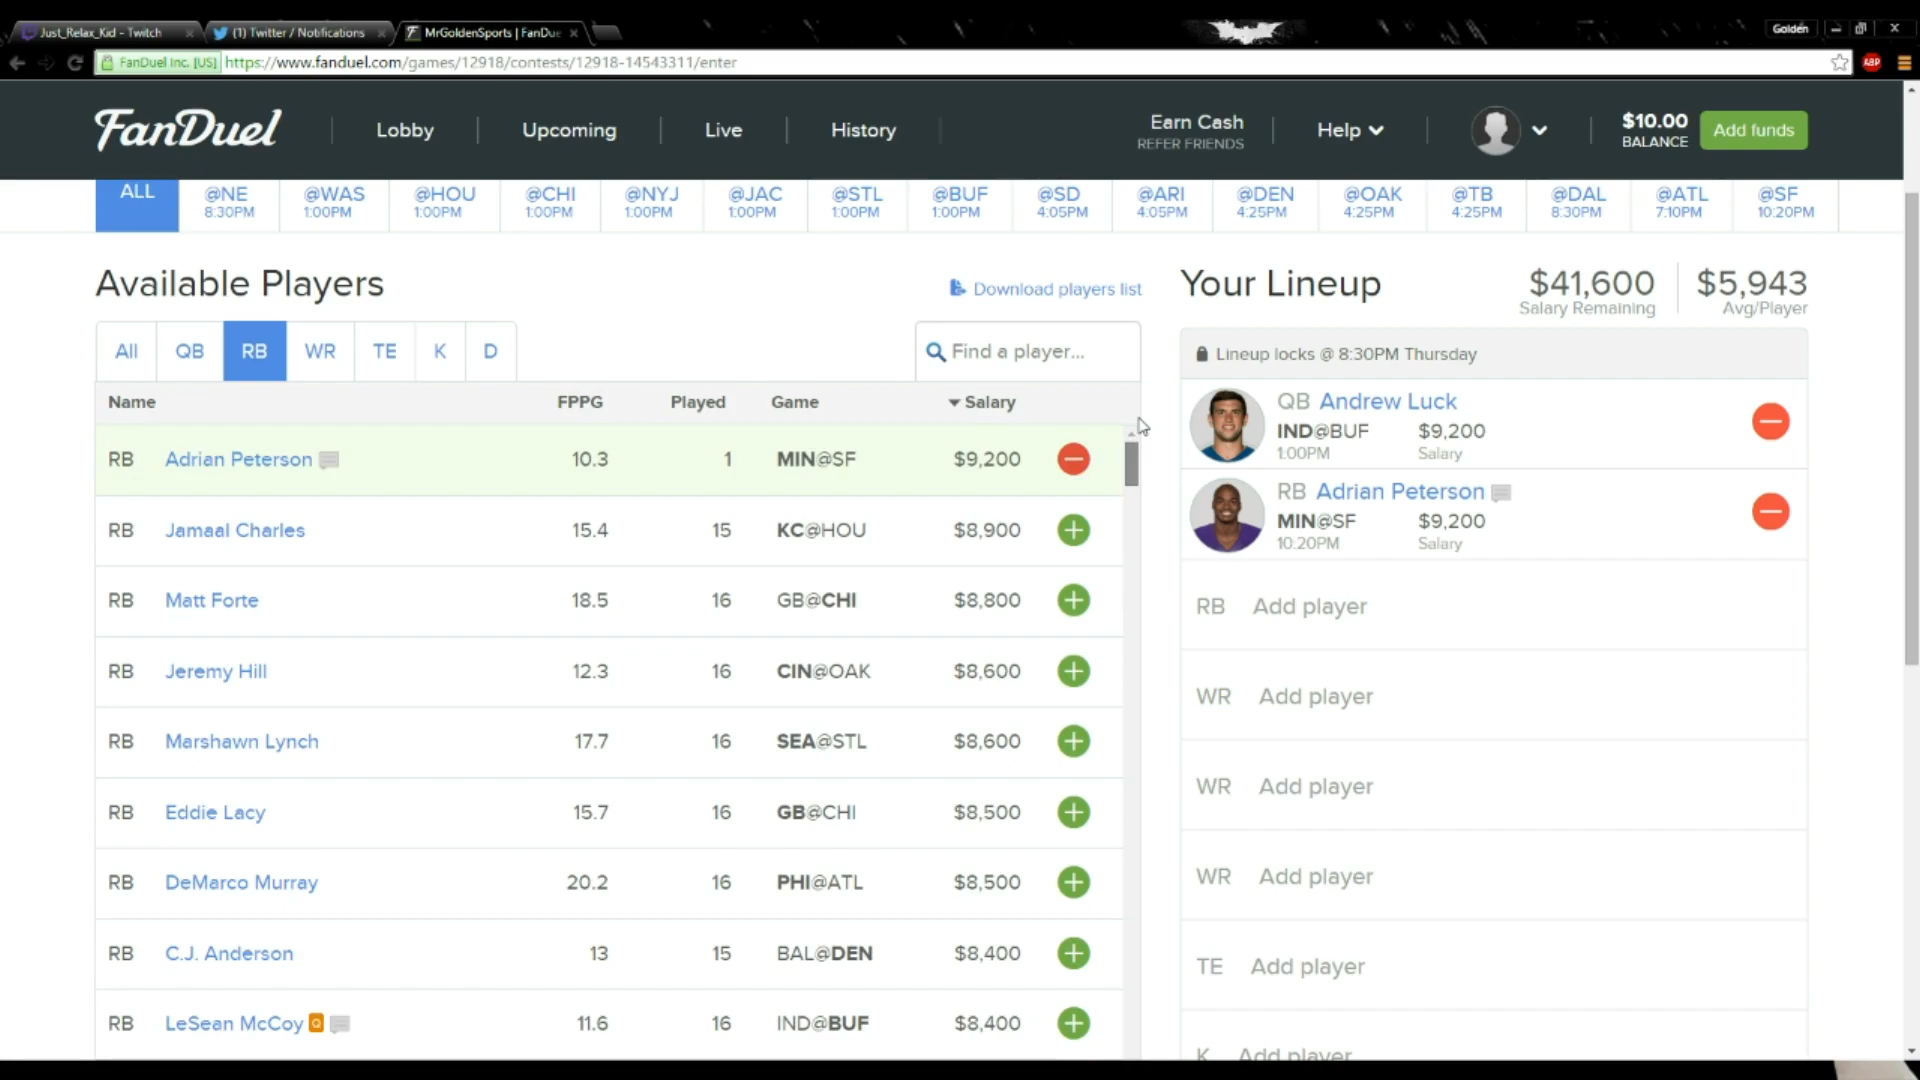 Just_Relax_Kid - Twitch
(1) Twitter / Notifications
MrGoldenSports | FanDue
Golden
FanDuel Inc. [US]
https://www.fanduel.com/games/12918/contests/12918-14543311/enter
ABP
FanDuel
Lobby
Upcoming
Live
History
Earn Cash
REFER FRIENDS
Help
$10.00
BALANCE
Add funds
ALL
@NE
8:30PM
@WAS
1:00PM
@HOU
1:00PM
@CHI
1:00PM
@NYJ
1:00PM
@JAC
1:00PM
@STL
1:00PM
@BUF
1:00PM
@SD
4:05PM
@ARI
4:05PM
@DEN
4:25PM
@OAK
4:25PM
@TB
4:25PM
@DAL
8:30PM
@ATL
7:10PM
@SF
10:20PM
Available Players
Download players list
All QB RB WR TE K D
Find a player...
Name FPPG Played Game Salary
RB Adrian Peterson 10.3 1 MIN@SF $9,200
RB Jamaal Charles 15.4 15 KC@HOU $8,900
RB Matt Forte 18.5 16 GB@CHI $8,800
RB Jeremy Hill 12.3 16 CIN@OAK $8,600
RB Marshawn Lynch 17.7 16 SEA@STL $8,600
RB Eddie Lacy 15.7 16 GB@CHI $8,500
RB DeMarco Murray 20.2 16 PHI@ATL $8,500
RB C.J. Anderson 13 15 BAL@DEN $8,400
RB LeSean McCoy Q 11.6 16 IND@BUF $8,400
Your Lineup
$41,600
Salary Remaining
$5,943
Avg/Player
Lineup locks @ 8:30PM Thursday
QB Andrew Luck
IND@BUF $9,200
1:00PM Salary
RB Adrian Peterson
MIN@SF $9,200
10:20PM Salary
RB Add player
WR Add player
WR Add player
WR Add player
TE Add player
K Add player